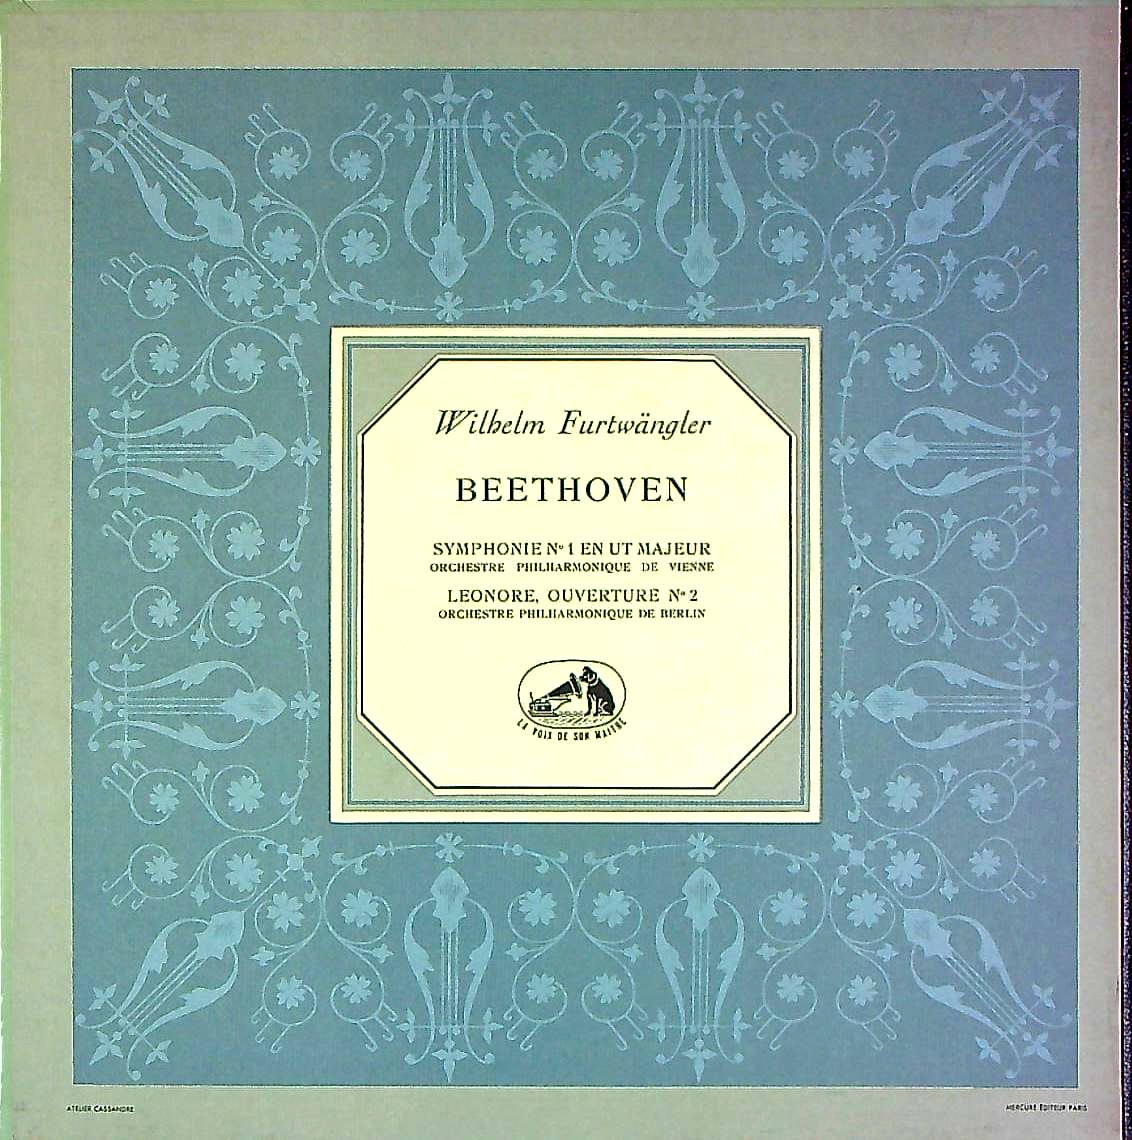 Wilhelm Furtwängler
BEETHOVEN
SYMPHONIE Nº 1 EN UT MAJEUR
ORCHESTRE PHILHARMONIQUE DE VIENNE
LEONORE, OUVERTURE Nº 2
ORCHESTRE PHILHARMONIQUE DE BERLIN
LA VOIX DE SON MAITRE
ATELIER CASSANDRE
MERCURE EDITEUR PARIS